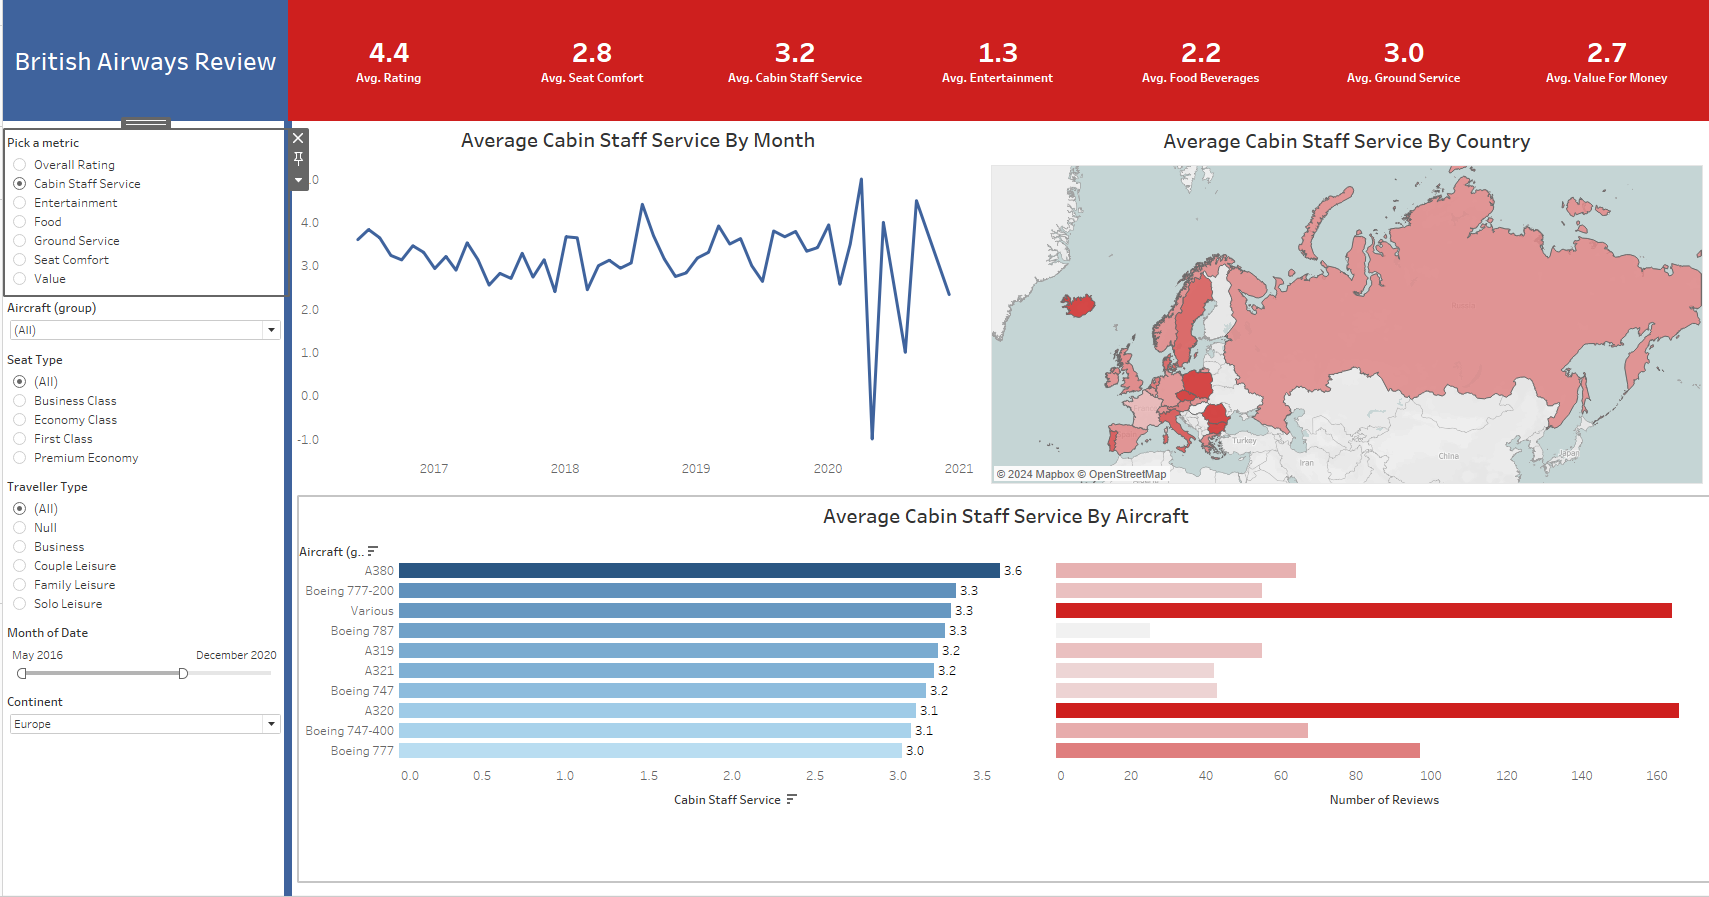 British Airways Review
4.4
Avg. Rating
2.8
Avg. Seat Comfort
3.2
Avg. Cabin Staff Service
1.3
Avg. Entertainment
2.2
Avg. Food Beverages
3.0
Avg. Ground Service
2.7
Avg. Value For Money
Pick a metric
Overall Rating
Cabin Staff Service
Entertainment
Food
Ground Service
Seat Comfort
Value
Aircraft (group)
(All)
Seat Type
(All)
Business Class
Economy Class
First Class
Premium Economy
Traveller Type
(All)
Null
Business
Couple Leisure
Family Leisure
Solo Leisure
Month of Date
May 2016 December 2020
Continent
Europe
Average Cabin Staff Service By Month
.0
4.0
3.0
2.0
1.0
0.0
-1.0
2017 2018 2019 2020 2021
Average Cabin Staff Service By Country
Turkey
Iran
China
Japan
© 2024 Mapbox © OpenStreetMap
Average Cabin Staff Service By Aircraft
Aircraft (g..
A380 3.6
Boeing 777-200 3.3
Various 3.3
Boeing 787 3.3
A319 3.2
A321 3.2
Boeing 747 3.2
A320 3.1
Boeing 747-400 3.1
Boeing 777 3.0
0.0 0.5 1.0 1.5 2.0 2.5 3.0 3.5
Cabin Staff Service
0 20 40 60 80 100 120 140 160
Number of Reviews